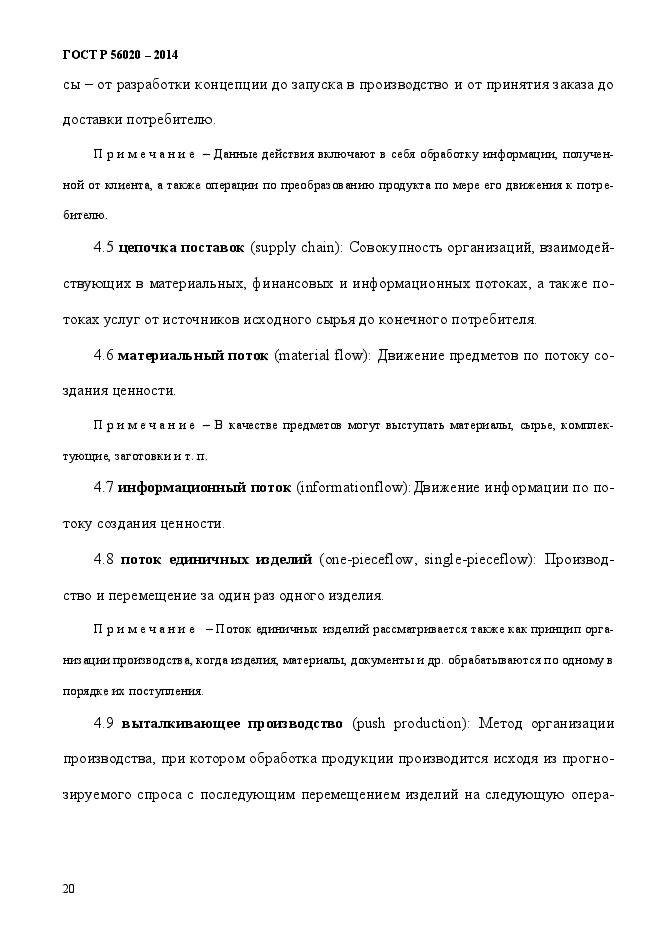 ГОСТ Р 56020 – 2014
сы – от разработки концепции до запуска в производство и от принятия заказа до
доставки потребителю.
П р и м е ч а н и е – Данные действия включают в себя обработку информации, получен-
ной от клиента, а также операции по преобразованию продукта по мере его движения к потре-
бителю.
4.5 цепочка поставок (supply chain): Совокупность организаций, взаимодей-
ствующих в материальных, финансовых и информационных потоках, а также по-
токах услуг от источников исходного сырья до конечного потребителя.
4.6 материальный поток (material flow): Движение предметов по потоку со-
здания ценности.
П р и м е ч а н и е – В качестве предметов могут выступать материалы, сырье, комплек-
тующие, заготовки и т. п.
4.7 информационный поток (informationflow): Движение информации по по-
току создания ценности.
4.8 поток единичных изделий (one-pieceflow, single-pieceflow): Производ-
ство и перемещение за один раз одного изделия.
П р и м е ч а н и е – Поток единичных изделий рассматривается также как принцип орга-
низации производства, когда изделия, материалы, документы и др. обрабатываются по одному в
порядке их поступления.
4.9 выталкивающее производство (push production): Метод организации
производства, при котором обработка продукции производится исходя из прогно-
зируемого спроса с последующим перемещением изделий на следующую опера-
20